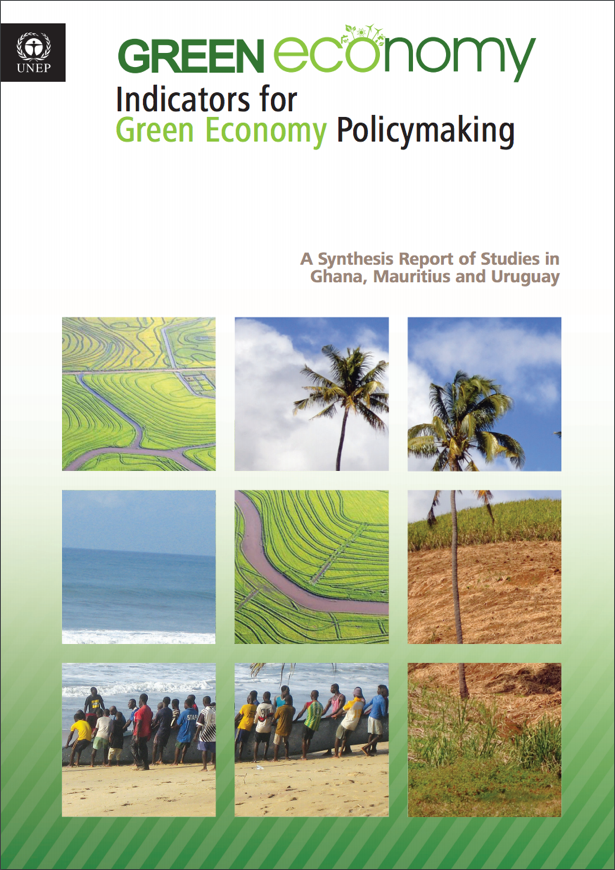 UNEP
GREEN economy
Indicators for
Green Economy Policymaking
A Synthesis Report of Studies in
Ghana, Mauritius and Uruguay